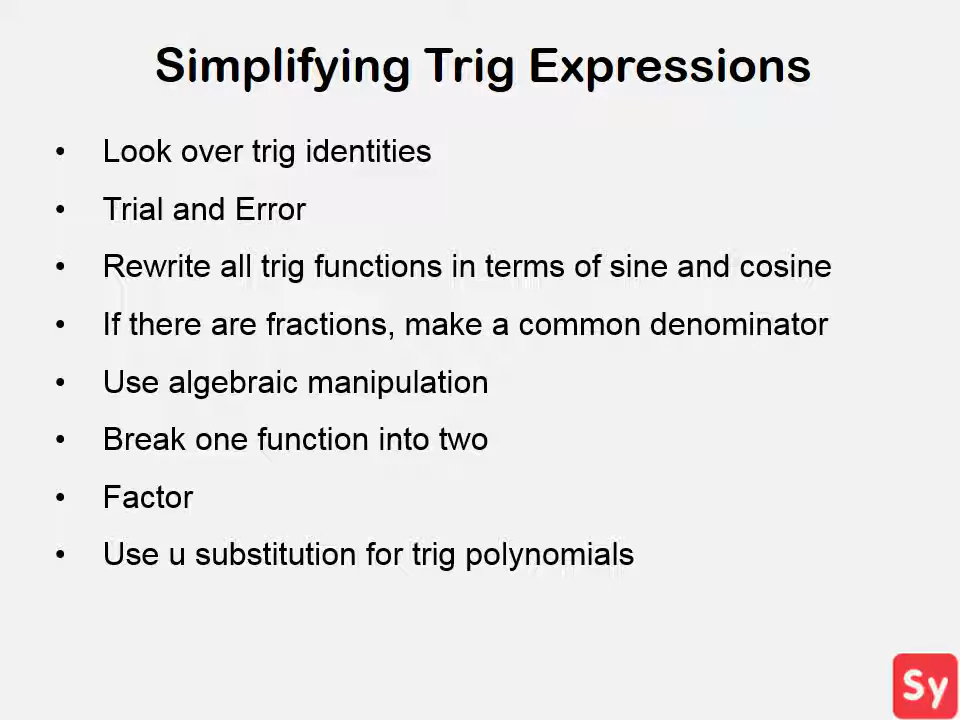 Simplifying Trig Expressions
• Look over trig identities
• Trial and Error
• Rewrite all trig functions in terms of sine and cosine
• If there are fractions, make a common denominator
• Use algebraic manipulation
• Break one function into two
• Factor
• Use u substitution for trig polynomials
Sy